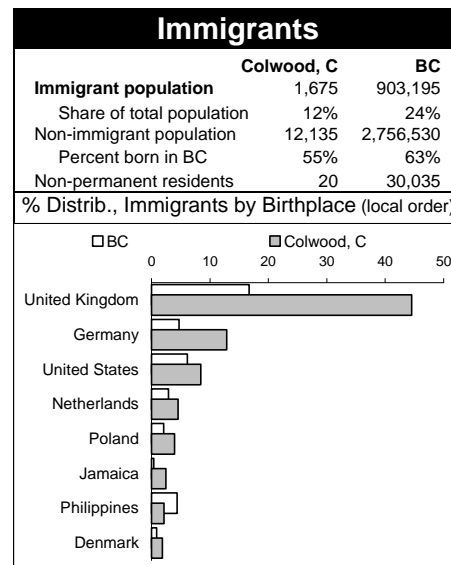 Immigrants
Colwood, C BC
Immigrant population 1,675 903,195
Share of total population 12% 24%
Non-immigrant population 12,135 2,756,530
Percent born in BC 55% 63%
Non-permanent residents 20 30,035
% Distrib., Immigrants by Birthplace (local order)
BC Colwood, C
0 10 20 30 40 50
United Kingdom
Germany
United States
Netherlands
Poland
Jamaica
Philippines
Denmark